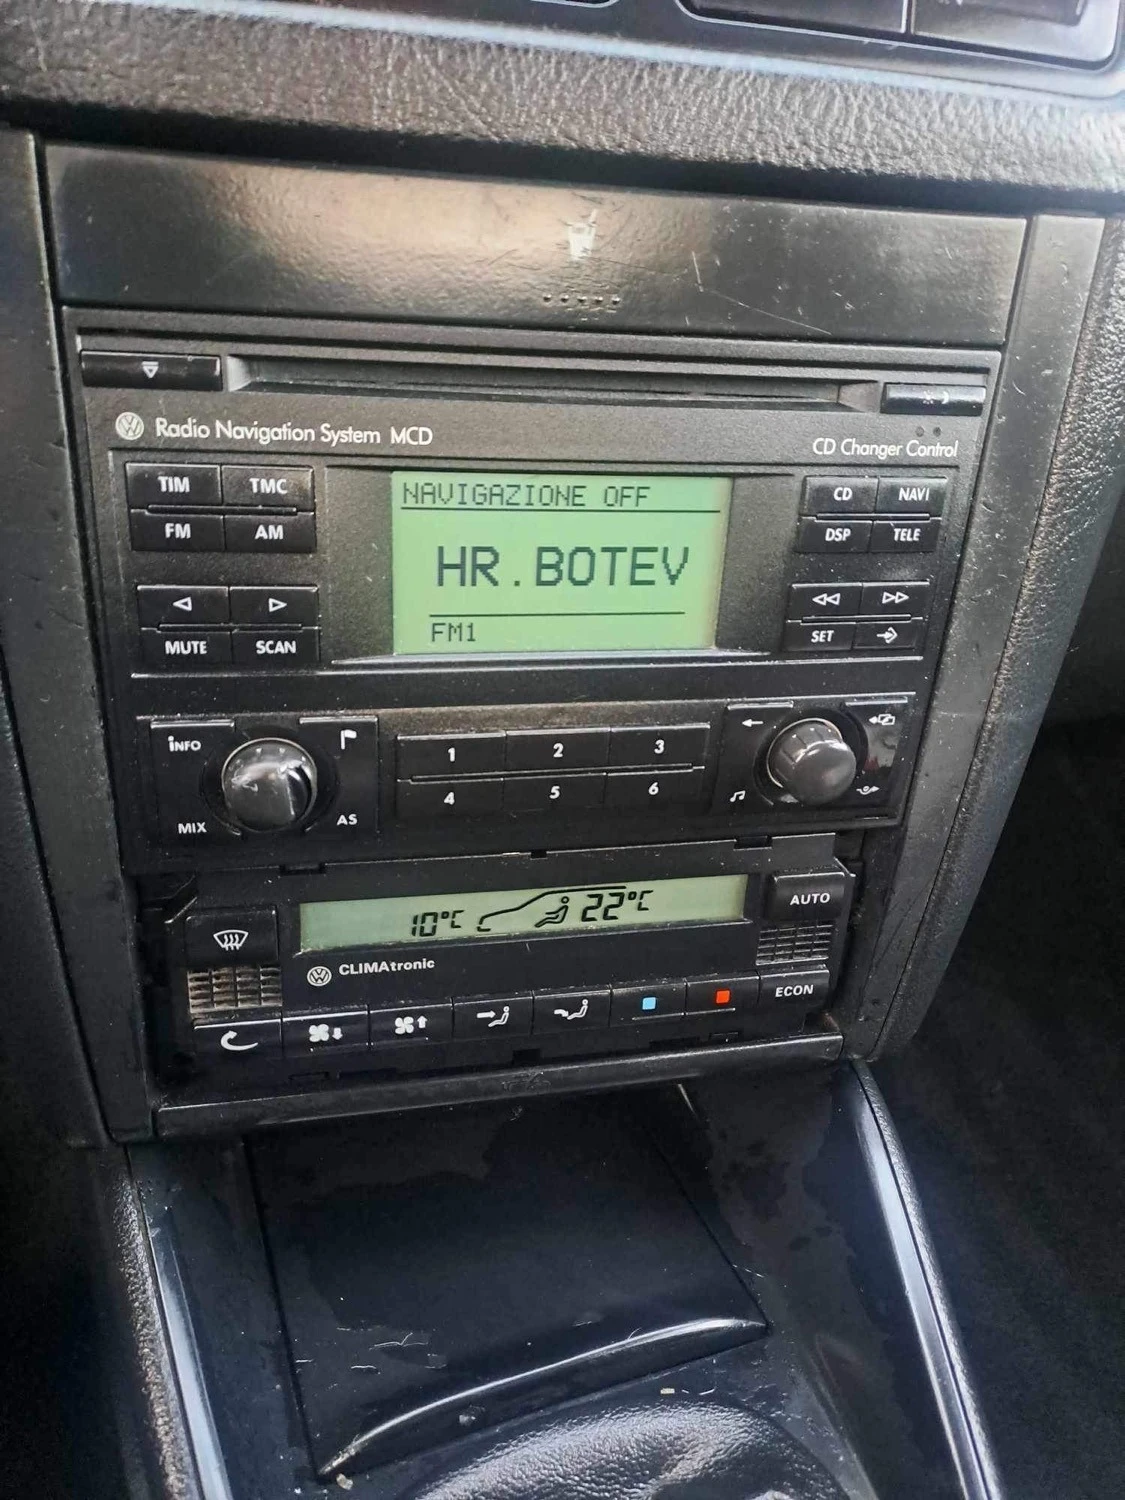 Radio Navigation System MCD
CD Changer Control
TIM
TMC
FM
AM
MUTE
SCAN
NAVIGAZIONE OFF
HR.BOTEV
FM1
CD
NAVI
DSP
TELE
SET
iNFO
MIX
AS
1
2
3
4
5
6
10°C
22°C
AUTO
CLIMAtronic
ECON